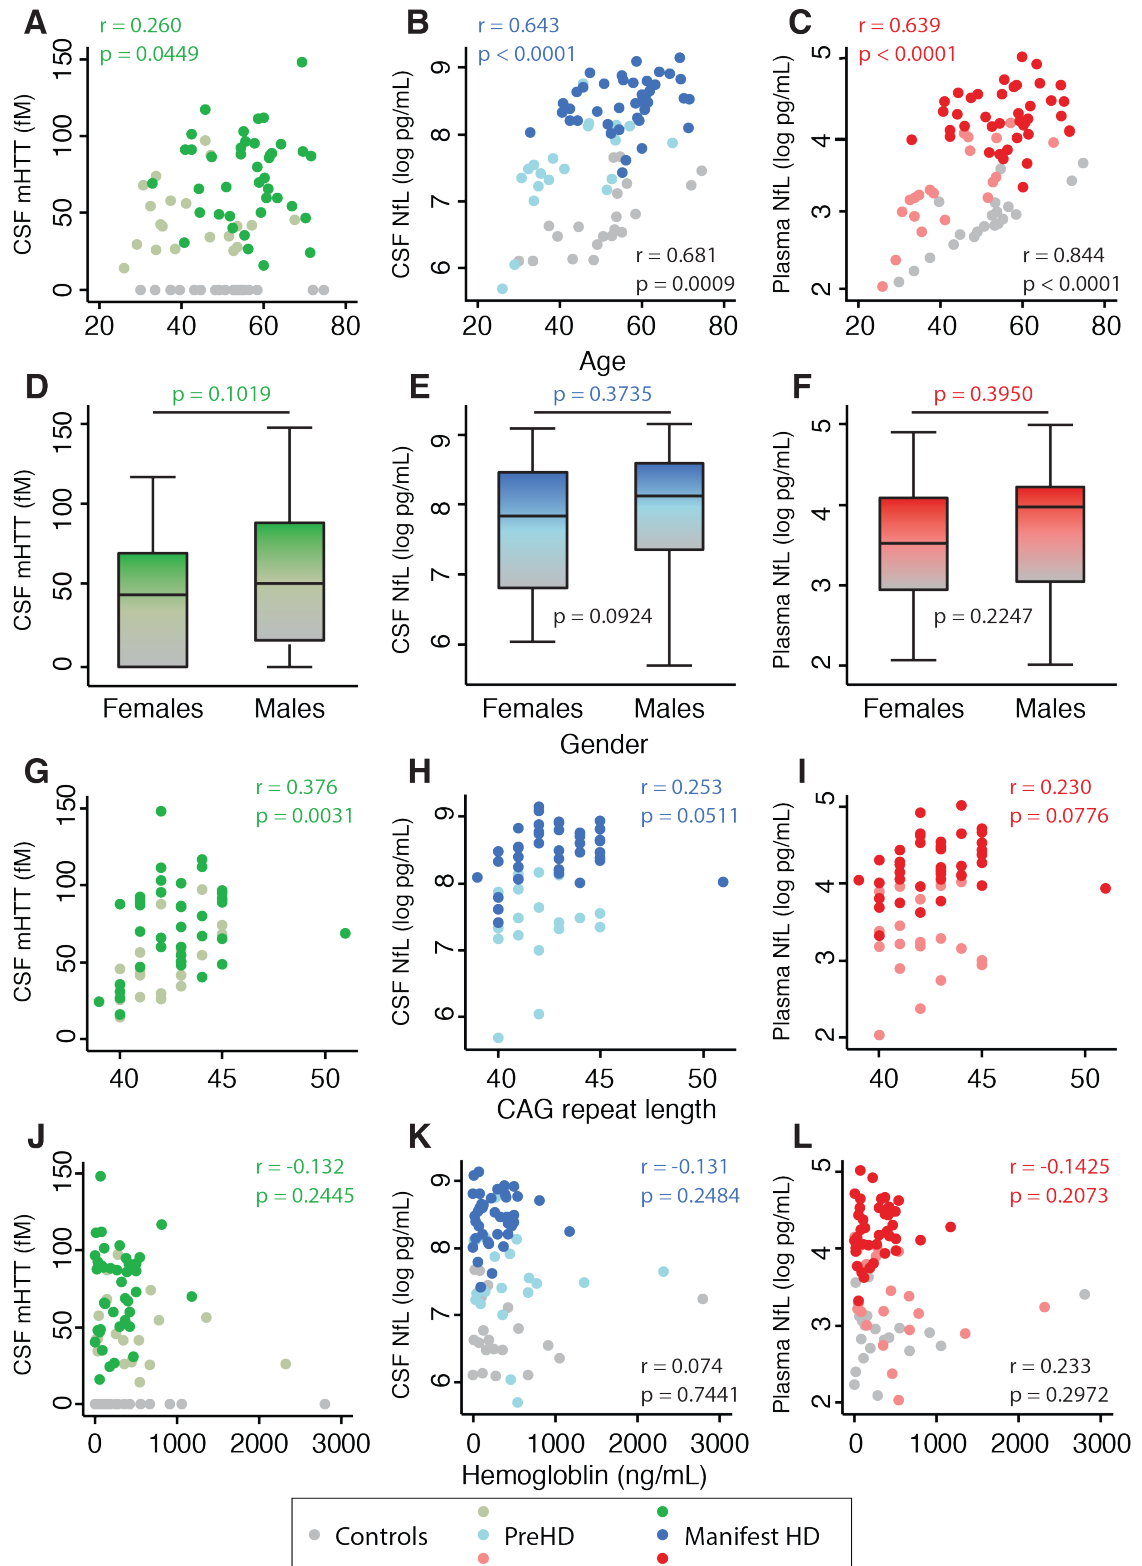 A
r = 0.260
p = 0.0449
CSF mHTT (fM)
0 50 100 150
20 40 60 80
B
r = 0.643
p < 0.0001
CSF NfL (log pg/mL)
6 7 8 9
r = 0.681
p = 0.0009
20 40 60 80
C
r = 0.639
p < 0.0001
Plasma NfL (log pg/mL)
2 3 4 5
r = 0.844
p < 0.0001
20 40 60 80
Age
D
p = 0.1019
CSF mHTT (fM)
0 50 100 150
Females Males
E
p = 0.3735
CSF NfL (log pg/mL)
6 7 8 9
p = 0.0924
Females Males
F
p = 0.3950
Plasma NfL (log pg/mL)
2 3 4 5
p = 0.2247
Females Males
Gender
G
r = 0.376
p = 0.0031
CSF mHTT (fM)
0 50 100 150
40 45 50
H
r = 0.253
p = 0.0511
CSF NfL (log pg/mL)
6 7 8 9
40 45 50
I
r = 0.230
p = 0.0776
Plasma NfL (log pg/mL)
2 3 4 5
40 45 50
CAG repeat length
J
r = -0.132
p = 0.2445
CSF mHTT (fM)
0 50 100 150
0 1000 2000 3000
K
r = -0.131
p = 0.2484
CSF NfL (log pg/mL)
6 7 8 9
r = 0.074
p = 0.7441
0 1000 2000 3000
L
r = -0.1425
p = 0.2073
Plasma NfL (log pg/mL)
2 3 4 5
r = 0.233
p = 0.2972
0 1000 2000 3000
Hemogloblin (ng/mL)
Controls PreHD Manifest HD